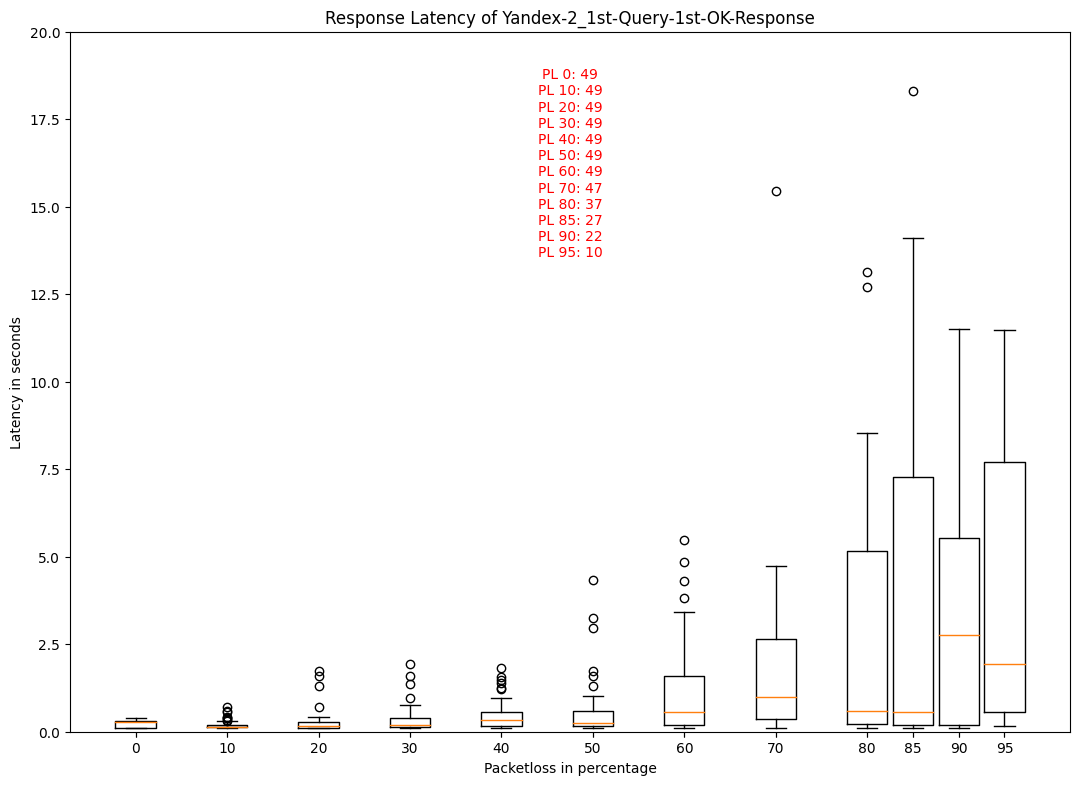 Response Latency of Yandex-2_1st-Query-1st-OK-Response
20.0
17.5
15.0
12.5
10.0
7.5
5.0
2.5
0.0
Latency in seconds
PL 0: 49
PL 10: 49
PL 20: 49
PL 30: 49
PL 40: 49
PL 50: 49
PL 60: 49
PL 70: 47
PL 80: 37
PL 85: 27
PL 90: 22
PL 95: 10
0 10 20 30 40 50 60 70 80 85 90 95
Packetloss in percentage